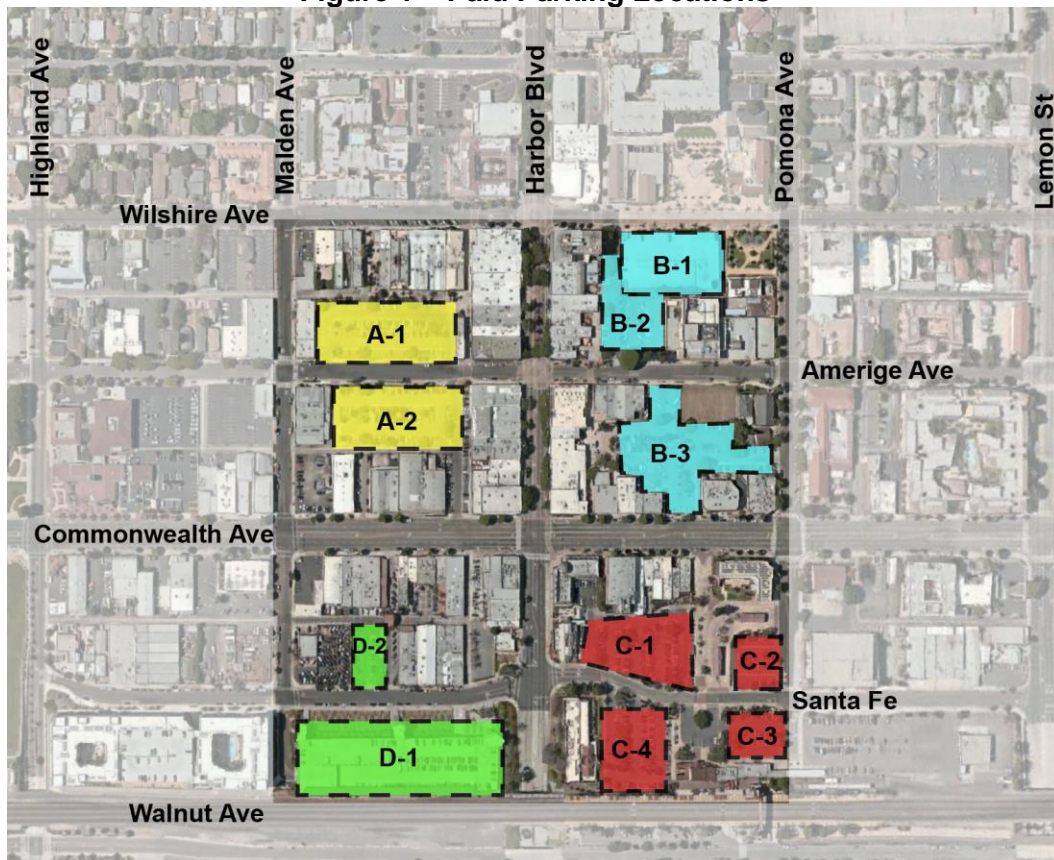 Figure 1 – Paid Parking Locations
Highland Ave
Malden Ave
Harbor Blvd
Pomona Ave
Lemon St
Wilshire Ave
B-1
A-1
B-2
Amerige Ave
A-2
B-3
Commonwealth Ave
D-2
C-1
C-2
Santa Fe
D-1
C-4
C-3
Walnut Ave